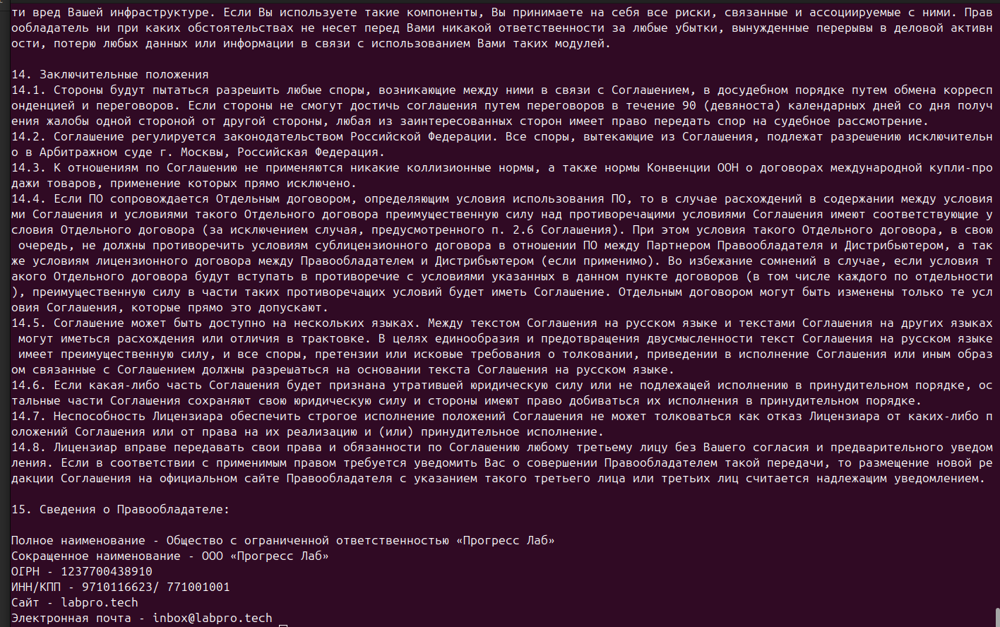 ти вред Вашей инфраструктуре. Если Вы используете такие компоненты, Вы принимаете на себя все риски, связанные и ассоциируемые с ними. Прав
ообладатель ни при каких обстоятельствах не несет перед Вами никакой ответственности за любые убытки, вынужденные перерывы в деловой активн
ости, потерю любых данных или информации в связи с использованием Вами таких модулей.

14. Заключительные положения
14.1. Стороны будут пытаться разрешить любые споры, возникающие между ними в связи с Соглашением, в досудебном порядке путем обмена корресп
онденцией и переговоров. Если стороны не смогут достичь соглашения путем переговоров в течение 90 (девяноста) календарных дней со дня получ
ения жалобы одной стороной от другой стороны, любая из заинтересованных сторон имеет право передать спор на судебное рассмотрение.
14.2. Соглашение регулируется законодательством Российской Федерации. Все споры, вытекающие из Соглашения, подлежат разрешению исключительн
о в Арбитражном суде г. Москвы, Российская Федерация.
14.3. К отношениям по Соглашению не применяются никакие коллизионные нормы, а также нормы Конвенции ООН о договорах международной купли-про
дажи товаров, применение которых прямо исключено.
14.4. Если ПО сопровождается Отдельным договором, определяющим условия использования ПО, то в случае расхождений в содержании между условия
ми Соглашения и условиями такого Отдельного договора преимущественную силу над противоречащими условиями Соглашения имеют соответствующие у
словия Отдельного договора (за исключением случая, предусмотренного п. 2.6 Соглашения). При этом условия такого Отдельного договора, в свою
 очередь, не должны противоречить условиям сублицензионного договора в отношении ПО между Партнером Правообладателя и Дистрибьютером, а так
же условиям лицензионного договора между Правообладателем и Дистрибьютером (если применимо). Во избежание сомнений в случае, если условия т
акого Отдельного договора будут вступать в противоречие с условиями указанных в данном пункте договоров (в том числе каждого по отдельности
), преимущественную силу в части таких противоречащих условий будет иметь Соглашение. Отдельным договором могут быть изменены только те усл
овия Соглашения, которые прямо это допускают.
14.5. Соглашение может быть доступно на нескольких языках. Между текстом Соглашения на русском языке и текстами Соглашения на других языках
 могут иметься расхождения или отличия в трактовке. В целях единообразия и предотвращения двусмысленности текст Соглашения на русском языке
 имеет преимущественную силу, и все споры, претензии или исковые требования о толковании, приведении в исполнение Соглашения или иным образ
ом связанные с Соглашением должны разрешаться на основании текста Соглашения на русском языке.
14.6. Если какая-либо часть Соглашения будет признана утратившей юридическую силу или не подлежащей исполнению в принудительном порядке, ос
тальные части Соглашения сохраняют свою юридическую силу и стороны имеют право добиваться их исполнения в принудительном порядке.
14.7. Неспособность Лицензиара обеспечить строгое исполнение положений Соглашения не может толковаться как отказ Лицензиара от каких-либо п
оложений Соглашения или от права на их реализацию и (или) принудительное исполнение.
14.8. Лицензиар вправе передавать свои права и обязанности по Соглашению любому третьему лицу без Вашего согласия и предварительного уведом
ления. Если в соответствии с применимым правом требуется уведомить Вас о совершении Правообладателем такой передачи, то размещение новой ре
дакции Соглашения на официальном сайте Правообладателя с указанием такого третьего лица или третьих лиц считается надлежащим уведомлением.

15. Сведения о Правообладателе:

Полное наименование - Общество с ограниченной ответственностью «Прогресс Лаб»
Сокращенное наименование - ООО «Прогресс Лаб»
ОГРН - 1237700438910
ИНН/КПП - 9710116623/ 771001001
Сайт - labpro.tech
Электронная почта - inbox@labpro.tech